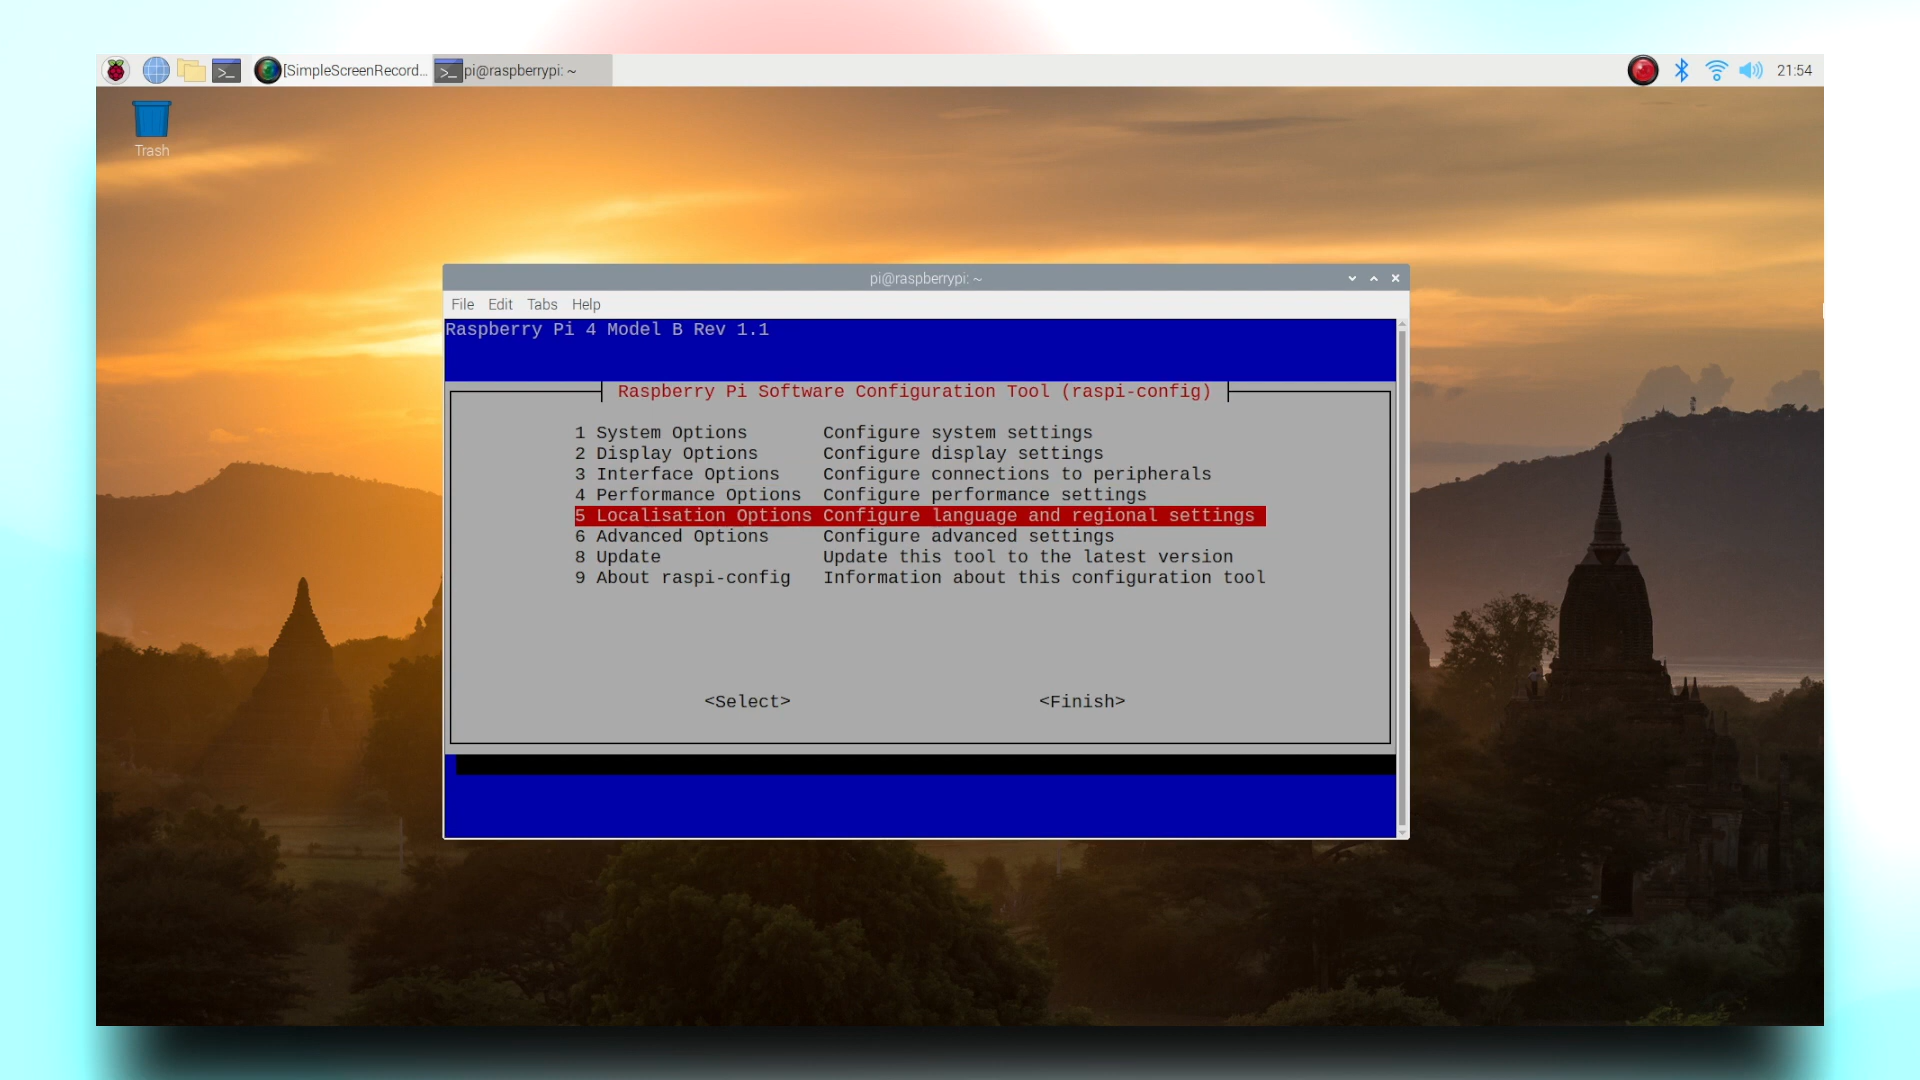 [SimpleScreenRecord... pi@raspberrypi: ~ 21:54
Trash
pi@raspberrypi: ~
File Edit Tabs Help
Raspberry Pi 4 Model B Rev 1.1
Raspberry Pi Software Configuration Tool (raspi-config)
1 System Options Configure system settings
2 Display Options Configure display settings
3 Interface Options Configure connections to peripherals
4 Performance Options Configure performance settings
5 Localisation Options Configure language and regional settings
6 Advanced Options Configure advanced settings
8 Update Update this tool to the latest version
9 About raspi-config Information about this configuration tool
<Select> <Finish>